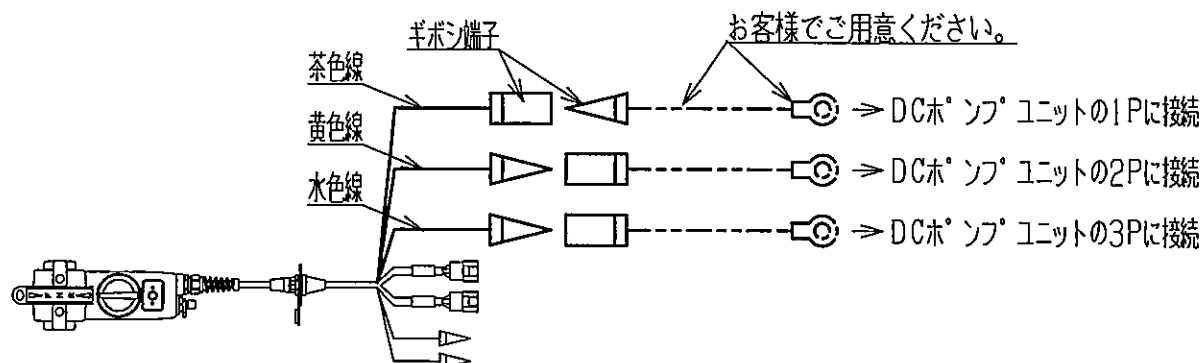 お客様でご用意ください。
ギボシ端子
茶色線
DCポンプユニットの1Pに接続
黄色線
DCポンプユニットの2Pに接続
水色線
DCポンプユニットの3Pに接続